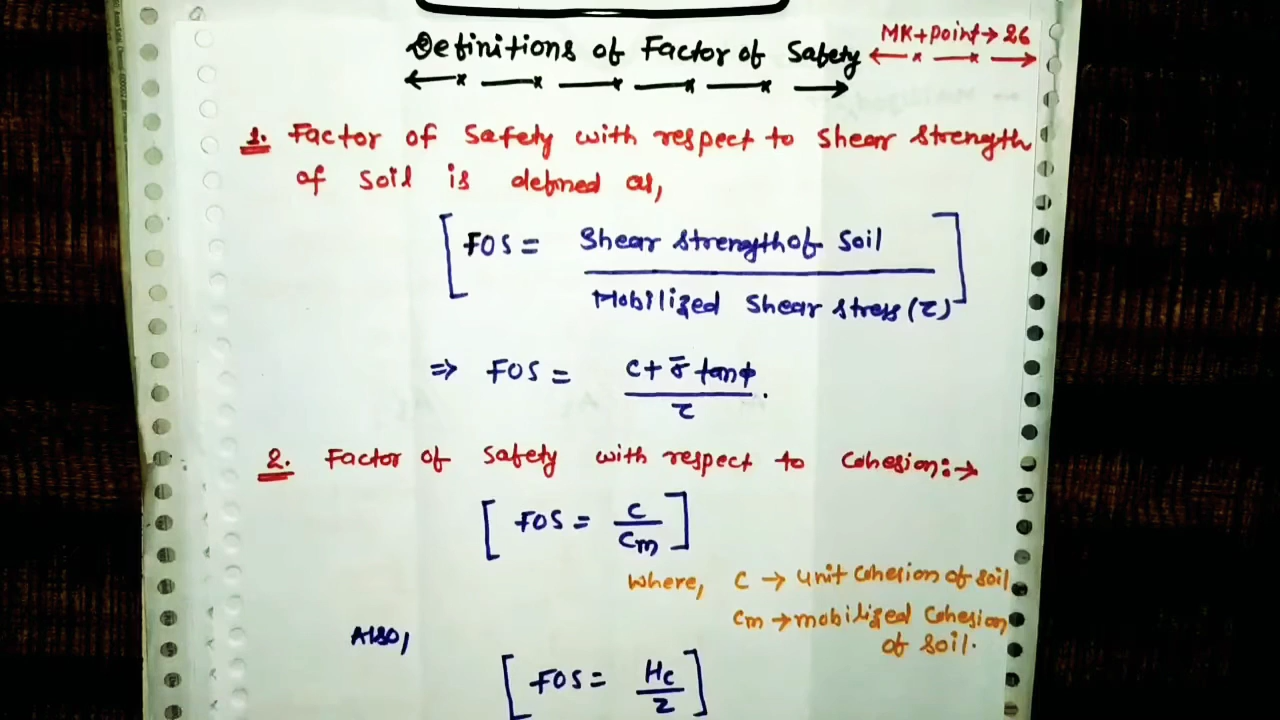 Definitions of Factor of Safety
MK+Point→26
1. Factor of Safety with respect to Shear Strength
of Soil is defined as,
[FOS = Shear Strength of Soil / Mobilized Shear stress (τ)]
⇒ FOS = c + σ̄ tanφ / τ.
2. Factor of Safety with respect to Cohesion:→
[FOS = C / Cm]
Where, C → unit cohesion of soil
Cm → mobilized cohesion
of soil.
Also,
[FOS = Hc / Z]